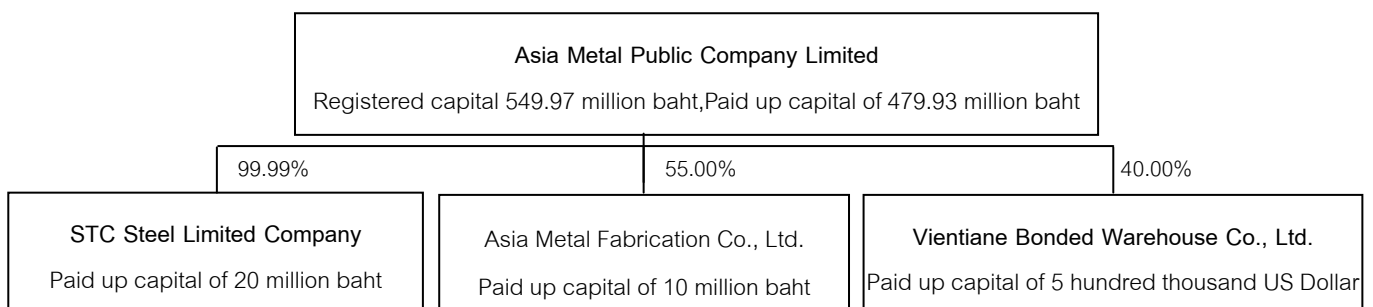 Asia Metal Public Company Limited
Registered capital 549.97 million baht,Paid up capital of 479.93 million baht
99.99%
55.00%
40.00%
STC Steel Limited Company
Paid up capital of 20 million baht
Asia Metal Fabrication Co., Ltd.
Paid up capital of 10 million baht
Vientiane Bonded Warehouse Co., Ltd.
Paid up capital of 5 hundred thousand US Dollar